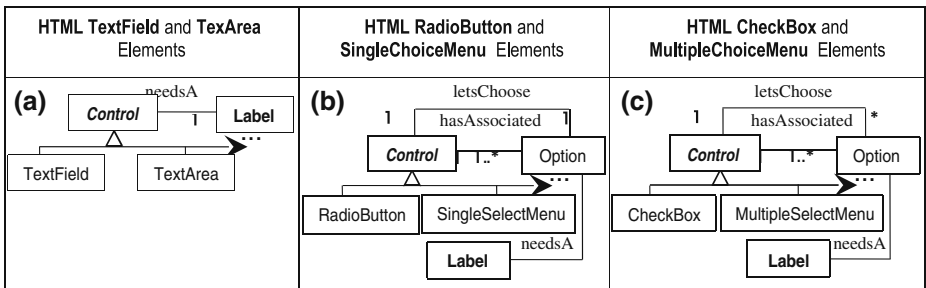 HTML TextField and TexArea
Elements
HTML RadioButton and
SingleChoiceMenu Elements
HTML CheckBox and
MultipleChoiceMenu Elements
(a)
needsA
Control
1
Label
...
TextField
TextArea
(b)
letsChoose
1
hasAssociated
1
Control
1
1..*
Option
...
RadioButton
SingleSelectMenu
needsA
Label
(c)
letsChoose
1
hasAssociated
*
Control
1
1..*
Option
...
CheckBox
MultipleSelectMenu
needsA
Label